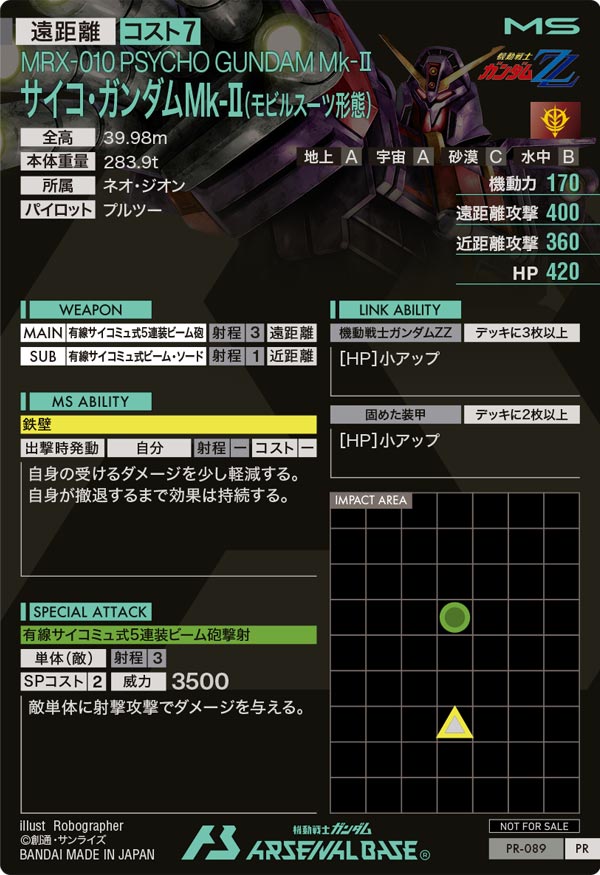 遠距離 コスト7
MS
MRX-010 PSYCHO GUNDAM Mk-II
機動戦士ガンダムZZ
サイコ・ガンダムMk-II(モビルスーツ形態)
全高 39.98m
本体重量 283.9t
所属 ネオ・ジオン
パイロット プルツー
地上 A 宇宙 A 砂漠 C 水中 B
機動力 170
遠距離攻撃 400
近距離攻撃 360
HP 420
WEAPON
MAIN 有線サイコミュ式5連装ビーム砲 射程 3 遠距離
SUB 有線サイコミュ式ビーム・ソード 射程 1 近距離
MS ABILITY
鉄壁
出撃時発動 自分 射程 ー コスト ー
自身の受けるダメージを少し軽減する。
自身が撤退するまで効果は持続する。
SPECIAL ATTACK
有線サイコミュ式5連装ビーム砲撃射
単体(敵) 射程 3
SPコスト 2 威力 3500
敵単体に射撃攻撃でダメージを与える。
LINK ABILITY
機動戦士ガンダムZZ デッキに3枚以上
[HP]小アップ
固めた装甲 デッキに2枚以上
[HP]小アップ
IMPACT AREA
illust Robographer
©創通・サンライズ
BANDAI MADE IN JAPAN
機動戦士ガンダム
AB ARSENAL BASE®
NOT FOR SALE
PR-089 PR